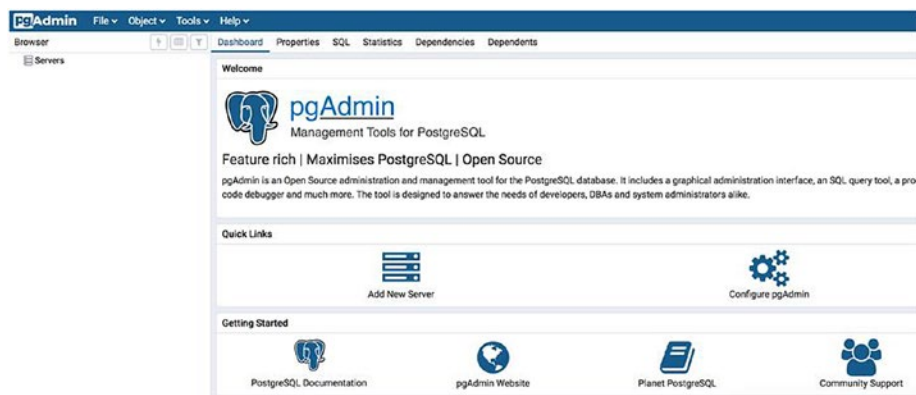 PgAdmin File Object Tools Help
Browser Dashboard Properties SQL Statistics Dependencies Dependents
Servers
Welcome
pgAdmin
Management Tools for PostgreSQL
Feature rich | Maximises PostgreSQL | Open Source
pgAdmin is an Open Source administration and management tool for the PostgreSQL database. It includes a graphical administration interface, an SQL query tool, a pro
code debugger and much more. The tool is designed to answer the needs of developers, DBAs and system administrators alike.
Quick Links
Add New Server Configure pgAdmin
Getting Started
PostgreSQL Documentation pgAdmin Website Planet PostgreSQL Community Support